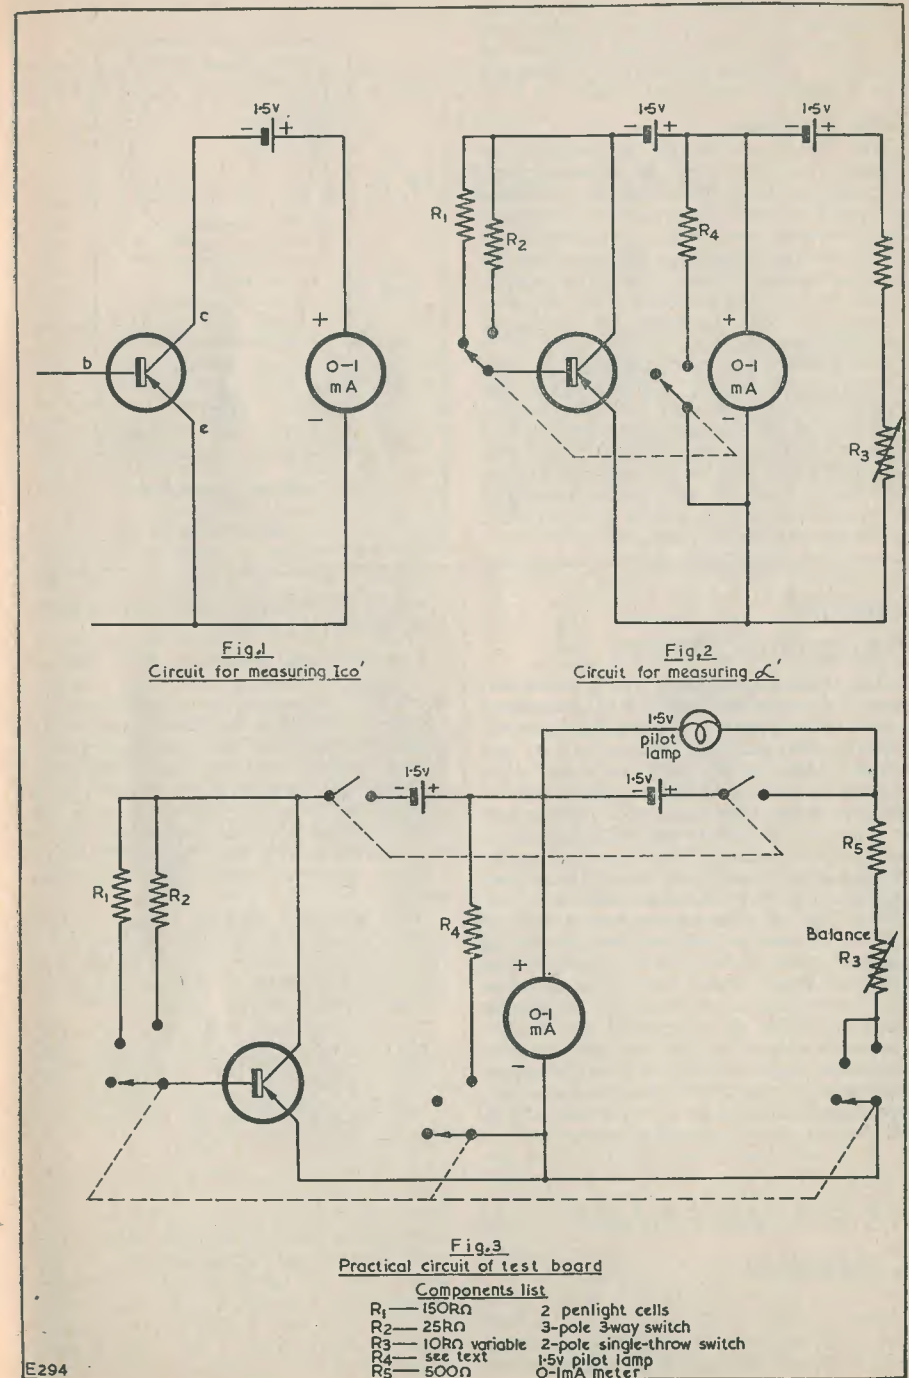 1·5v
- +
c
b
e
+
0-1
mA
-
Fig.1
Circuit for measuring Ico'
1·5v
- +
1·5v
- +
R1
R2
R4
+
0-1
mA
-
R3
Fig.2
Circuit for measuring α'
1·5v
pilot
lamp
1·5v
- +
1·5v
- +
R1
R2
R4
R5
Balance
R3
+
0-1
mA
-
Fig.3
Practical circuit of test board
Components list
R1 — 150kΩ 2 penlight cells
R2 — 25kΩ 3-pole 3-way switch
R3 — 10kΩ variable 2-pole single-throw switch
R4 — see text 1·5v pilot lamp
R5 — 500Ω 0-1mA meter
E294